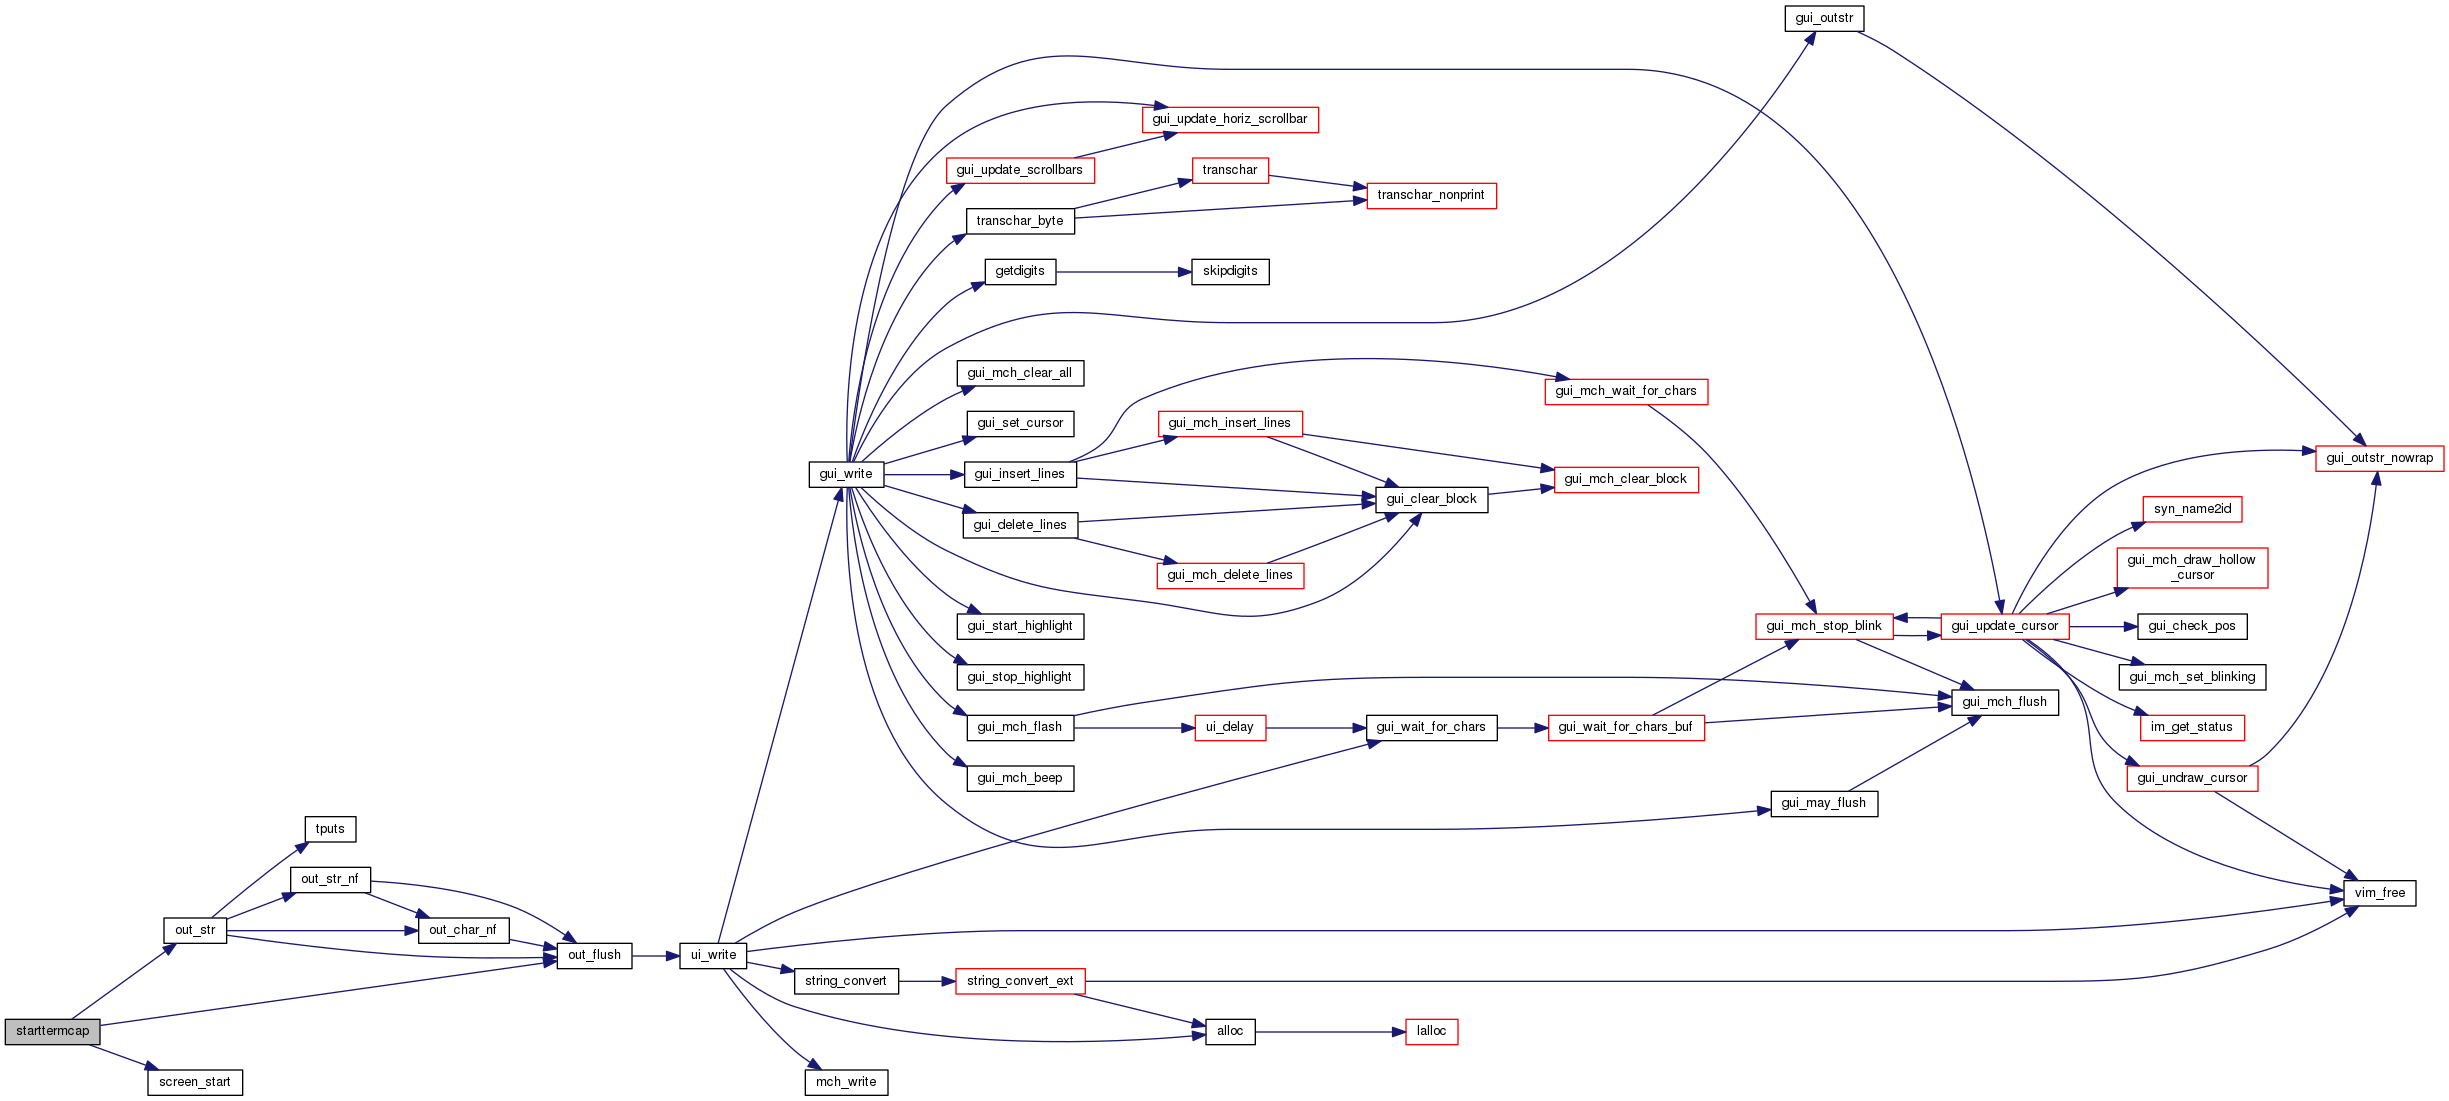 gui_outstr
gui_update_horiz_scrollbar
gui_update_scrollbars
transchar
transchar_nonprint
transchar_byte
getdigits
skipdigits
gui_mch_clear_all
gui_mch_wait_for_chars
gui_set_cursor
gui_mch_insert_lines
gui_outstr_nowrap
gui_write
gui_insert_lines
gui_mch_clear_block
gui_clear_block
syn_name2id
gui_delete_lines
gui_mch_draw_hollow
_cursor
gui_mch_delete_lines
gui_start_highlight
gui_mch_stop_blink
gui_update_cursor
gui_check_pos
gui_stop_highlight
gui_mch_set_blinking
gui_mch_flush
gui_mch_flash
ui_delay
gui_wait_for_chars
gui_wait_for_chars_buf
im_get_status
gui_mch_beep
gui_undraw_cursor
gui_may_flush
tputs
out_str_nf
vim_free
out_str
out_char_nf
out_flush
ui_write
string_convert
string_convert_ext
starttermcap
alloc
lalloc
screen_start
mch_write